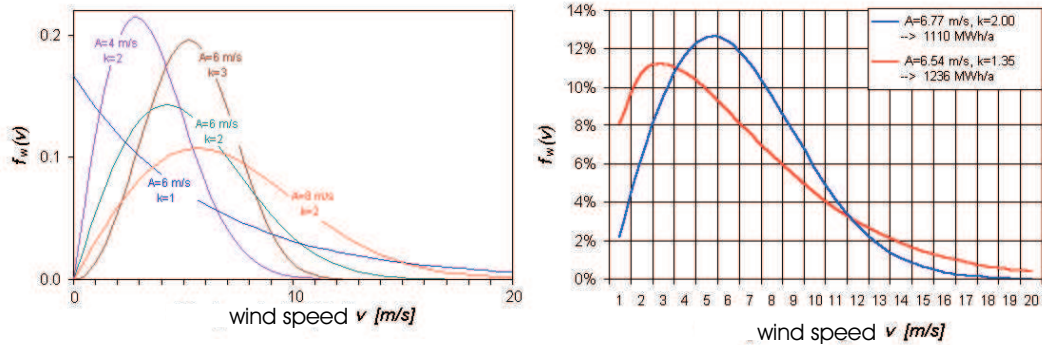 0.2
0.1
0.0
f_w(v)
A=4 m/s
k=2
A=6 m/s
k=3
A=6 m/s
k=2
A=6 m/s
k=1
A=8 m/s
k=2
0
10
20
wind speed v [m/s]
14%
12%
10%
8%
6%
4%
2%
0%
f_w(v)
A=6.77 m/s, k=2.00
--> 1110 MWh/a
A=6.54 m/s, k=1.35
--> 1236 MWh/a
1 2 3 4 5 6 7 8 9 10 11 12 13 14 15 16 17 18 19 20
wind speed v [m/s]